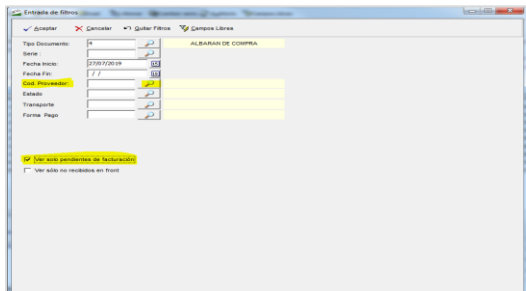 Entrada de filtros
Aceptar Cancelar Quitar Filtros Campos Libres
Tipo Documento: 4 ALBARAN DE COMPRA
Serie:
Fecha Inicio: 27/07/2019
Fecha Fin: / /
Cod. Proveedor:
Estado
Transporte
Forma Pago
Ver solo pendientes de facturación
Ver sólo no recibidos en front